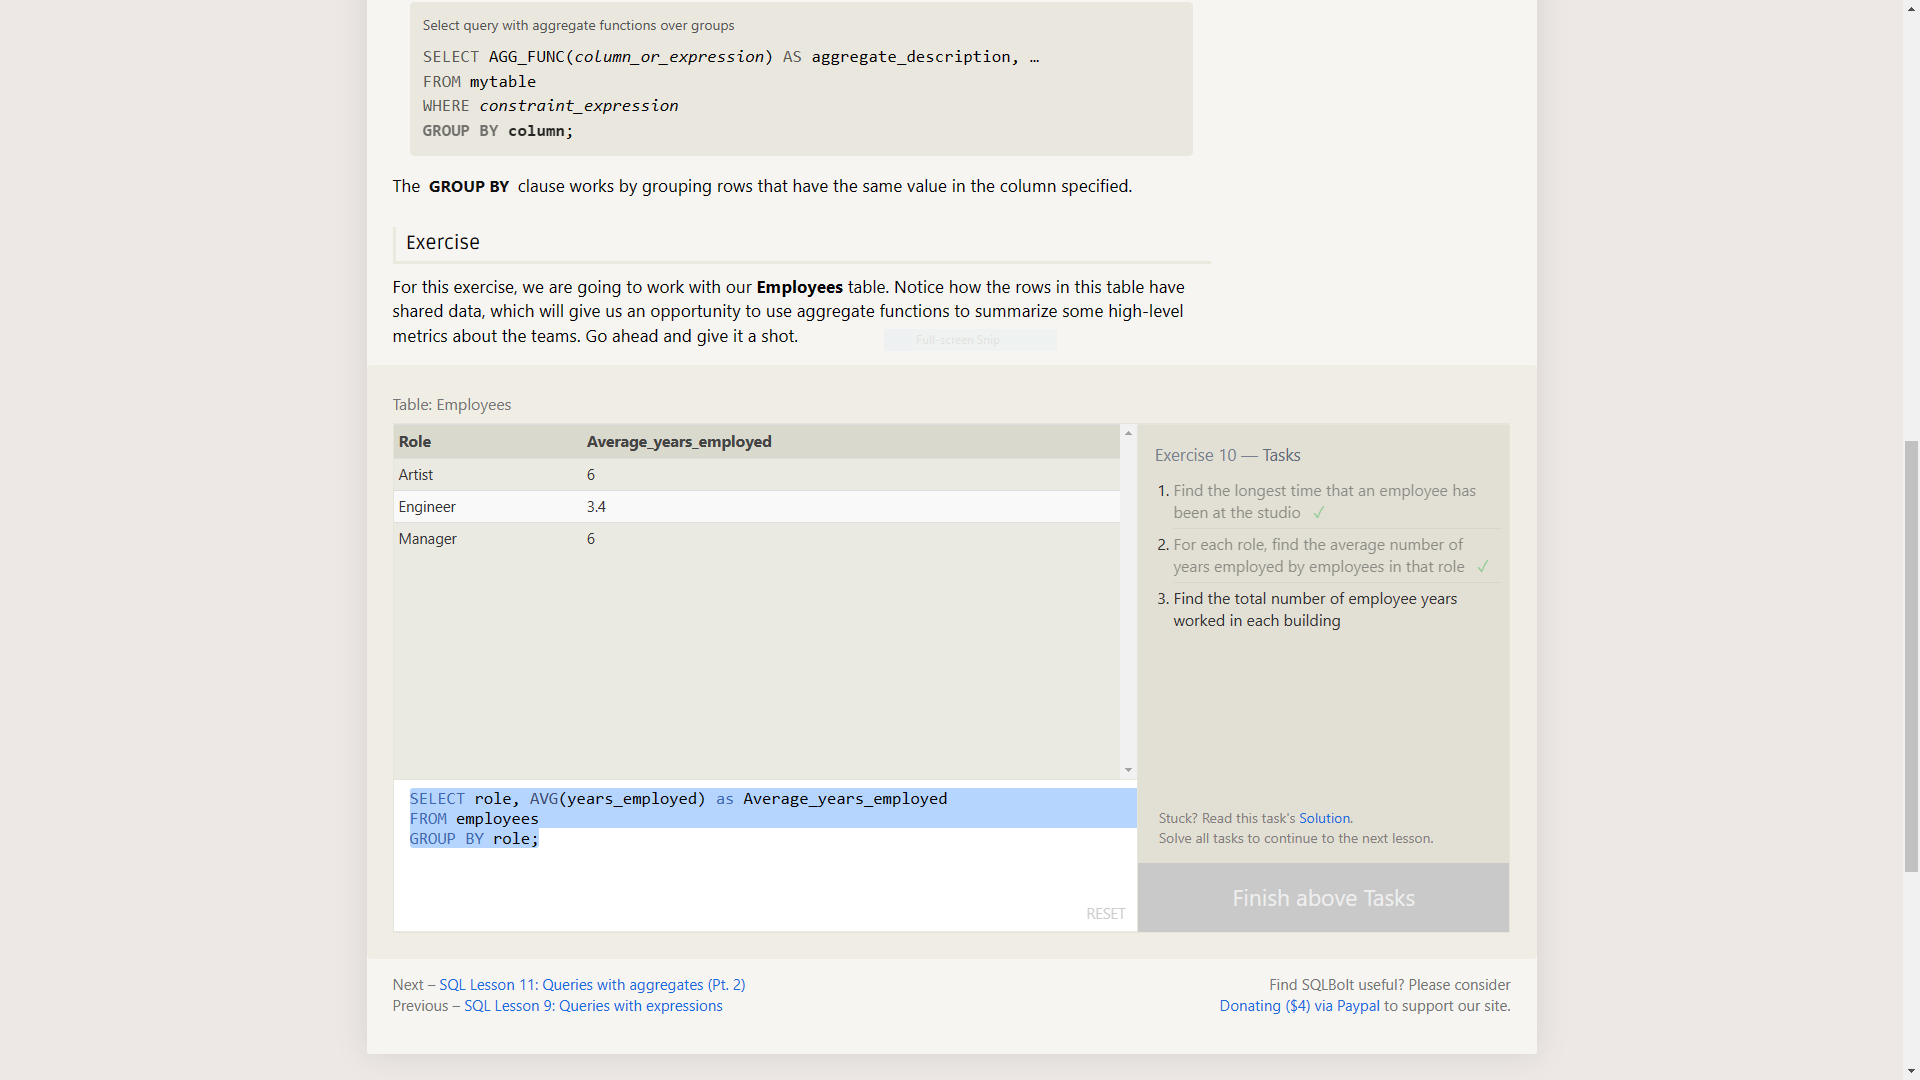 Select query with aggregate functions over groups
SELECT AGG_FUNC(column_or_expression) AS aggregate_description, …
FROM mytable
WHERE constraint_expression
GROUP BY column;
The GROUP BY clause works by grouping rows that have the same value in the column specified.
Exercise
For this exercise, we are going to work with our Employees table. Notice how the rows in this table have
shared data, which will give us an opportunity to use aggregate functions to summarize some high-level
metrics about the teams. Go ahead and give it a shot.
Full-screen Snip
Table: Employees
Role Average_years_employed
Artist 6
Engineer 3.4
Manager 6
SELECT role, AVG(years_employed) as Average_years_employed
FROM employees
GROUP BY role;
RESET
Exercise 10 — Tasks
1. Find the longest time that an employee has
been at the studio ✓
2. For each role, find the average number of
years employed by employees in that role ✓
3. Find the total number of employee years
worked in each building
Stuck? Read this task's Solution.
Solve all tasks to continue to the next lesson.
Finish above Tasks
Next – SQL Lesson 11: Queries with aggregates (Pt. 2)
Previous – SQL Lesson 9: Queries with expressions
Find SQLBolt useful? Please consider
Donating ($4) via Paypal to support our site.